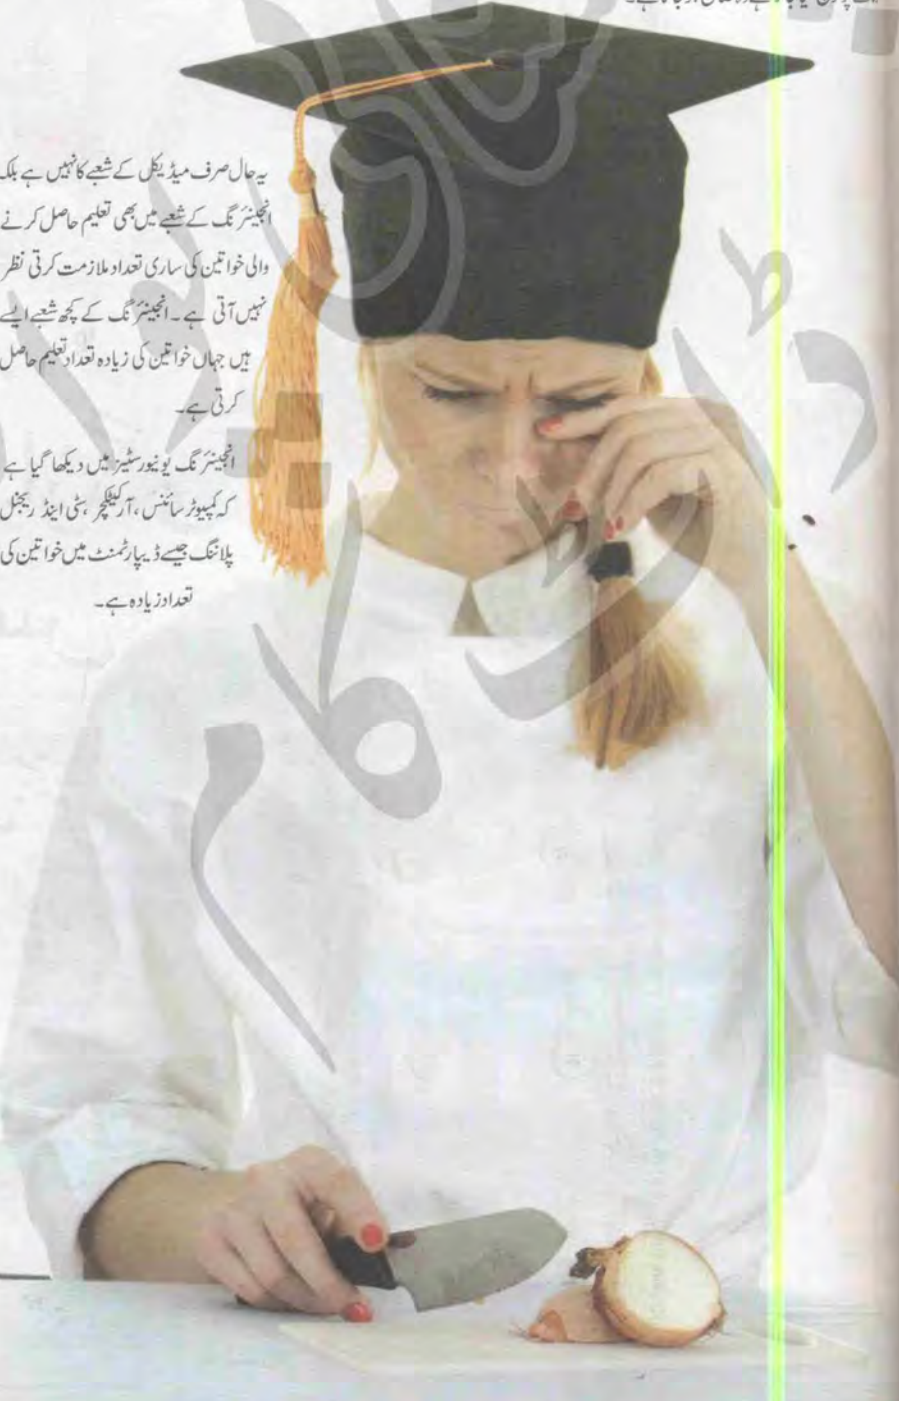 یہ حال صرف میڈیکل کے شعبے کا نہیں ہے بلکہ
انجینئرنگ کے شعبے میں بھی تعلیم حاصل کرنے
والی خواتین کی ساری تعداد ملازمت کرتی نظر
نہیں آتی ہے۔ انجینئرنگ کے کچھ شعبے ایسے
ہیں جہاں خواتین کی زیادہ تعداد تعلیم حاصل
کرتی ہے۔
انجینئرنگ یونیورسٹیز میں دیکھا گیا ہے
کہ کمپیوٹر سائنس، آرکیٹکچر، سٹی اینڈ ریجنل
پلاننگ جیسے ڈیپارٹمنٹ میں خواتین کی
تعداد زیادہ ہے۔
ڈاٹ کام